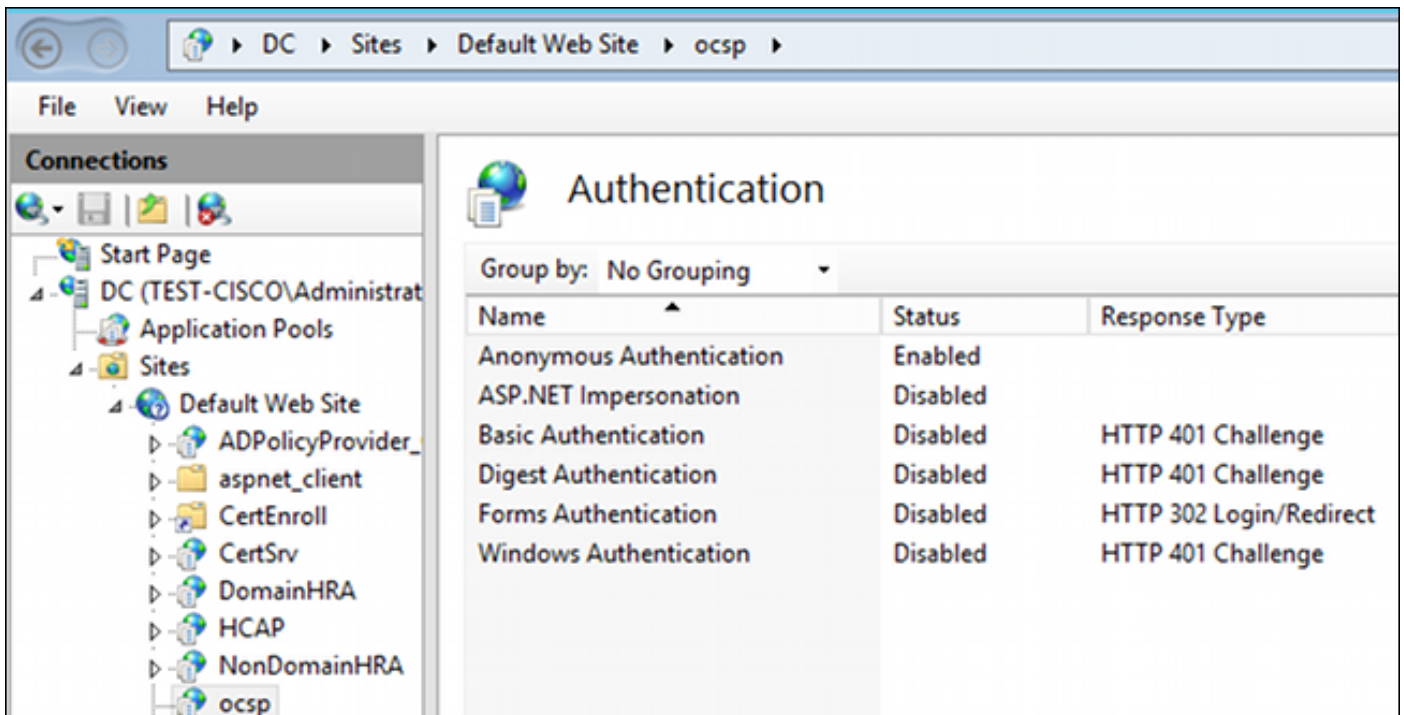 DC Sites Default Web Site ocsp
File View Help
Connections
Start Page
DC (TEST-CISCO\Administrat
Application Pools
Sites
Default Web Site
ADPolicyProvider_
aspnet_client
CertEnroll
CertSrv
DomainHRA
HCAP
NonDomainHRA
ocsp
Authentication
Group by: No Grouping
Name Status Response Type
Anonymous Authentication Enabled
ASP.NET Impersonation Disabled
Basic Authentication Disabled HTTP 401 Challenge
Digest Authentication Disabled HTTP 401 Challenge
Forms Authentication Disabled HTTP 302 Login/Redirect
Windows Authentication Disabled HTTP 401 Challenge